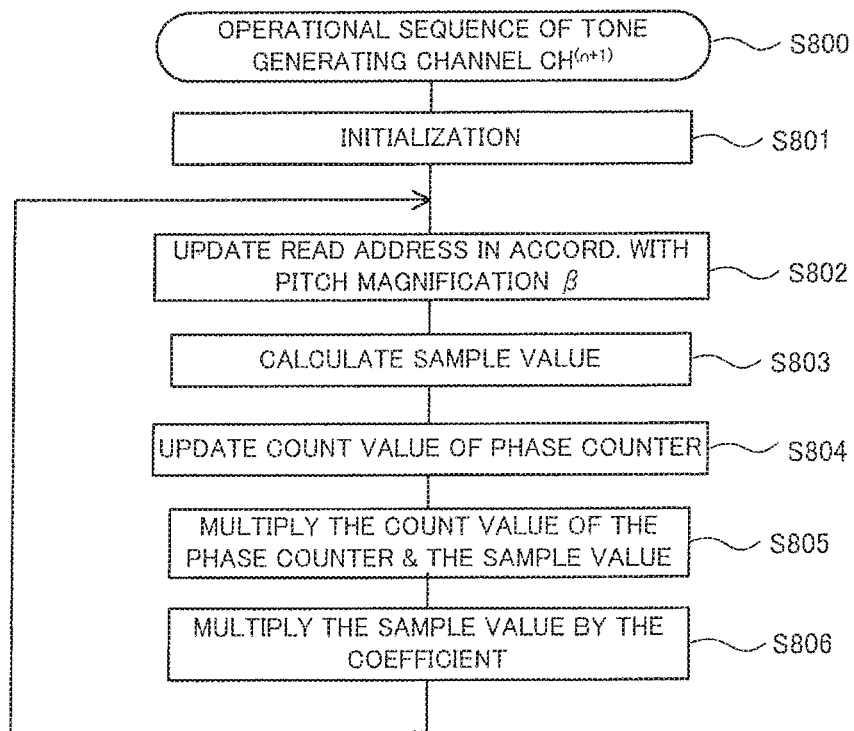 OPERATIONAL SEQUENCE OF TONE
GENERATING CHANNEL CH(n+1)
S800
INITIALIZATION
S801
UPDATE READ ADDRESS IN ACCORD. WITH
PITCH MAGNIFICATION β
S802
CALCULATE SAMPLE VALUE
S803
UPDATE COUNT VALUE OF PHASE COUNTER
S804
MULTIPLY THE COUNT VALUE OF THE
PHASE COUNTER & THE SAMPLE VALUE
S805
MULTIPLY THE SAMPLE VALUE BY THE
COEFFICIENT
S806